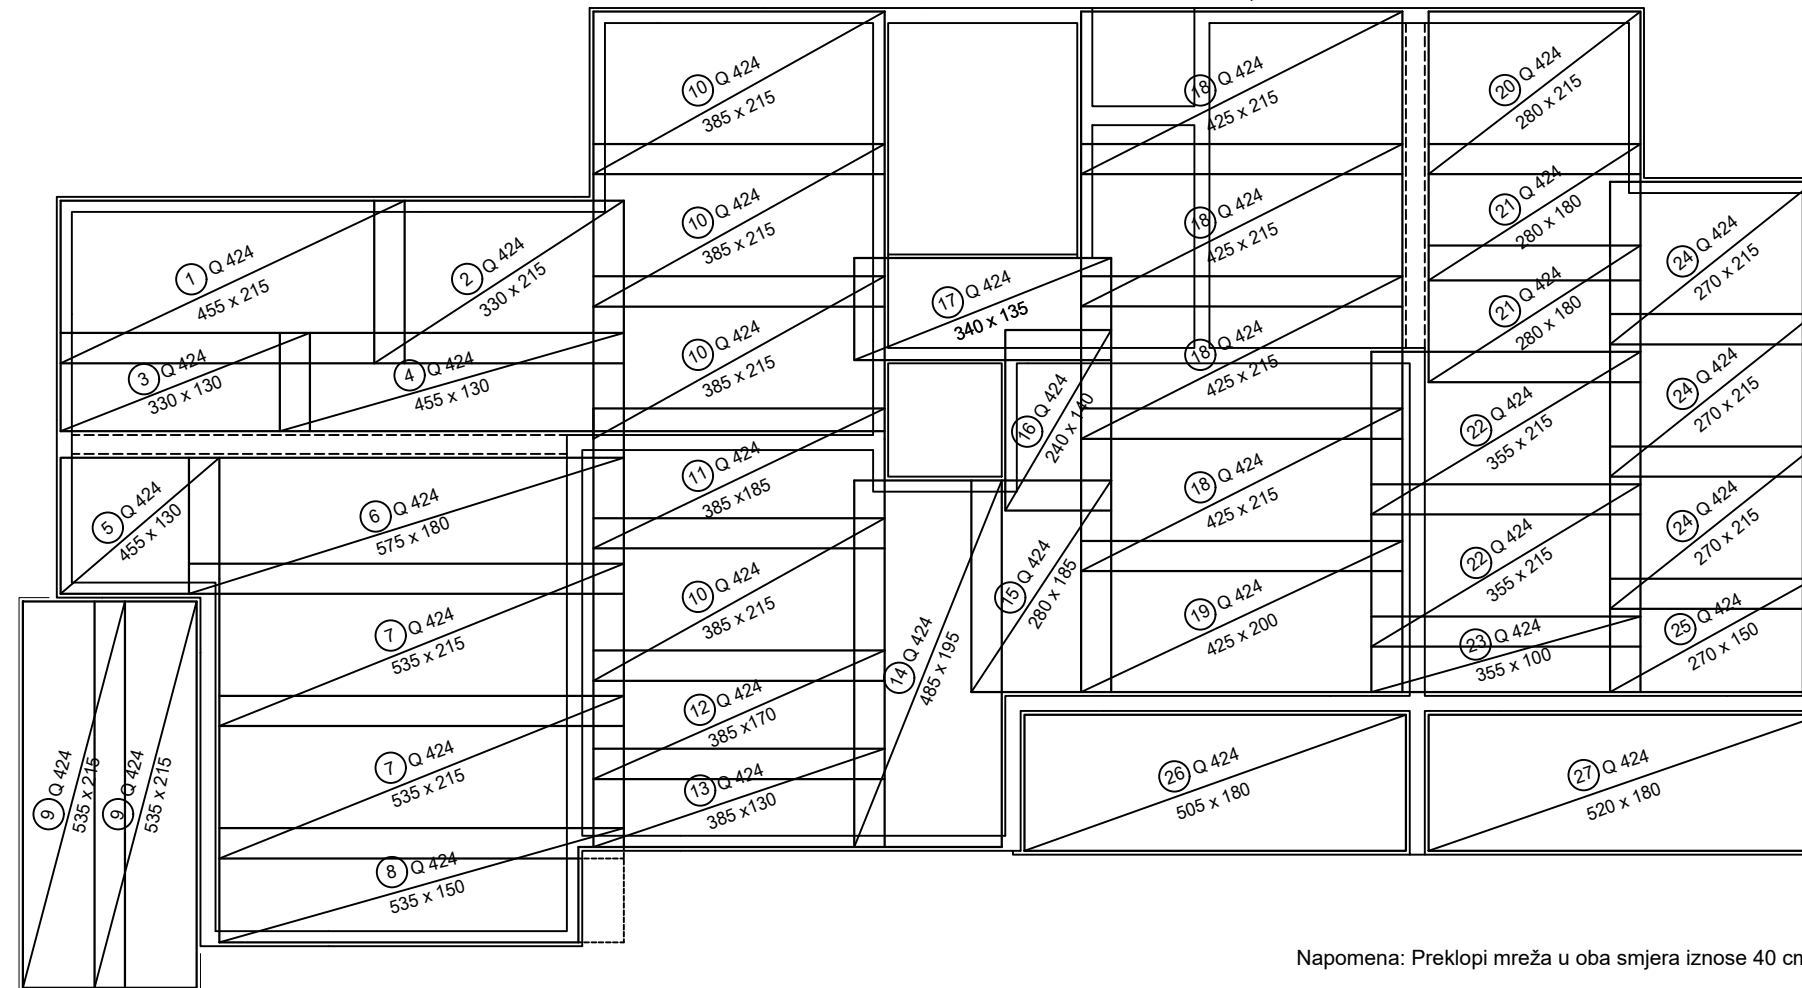 1 Q 424
455 x 215
2 Q 424
330 x 215
3 Q 424
330 x 130
4 Q 424
455 x 130
5 Q 424
455 x 130
6 Q 424
575 x 180
7 Q 424
535 x 215
7 Q 424
535 x 215
8 Q 424
535 x 150
9 Q 424
535 x 215
9 Q 424
535 x 215
10 Q 424
385 x 215
10 Q 424
385 x 215
10 Q 424
385 x 215
11 Q 424
385 x185
10 Q 424
385 x 215
12 Q 424
385 x170
13 Q 424
385 x130
14 Q 424
485 x 195
15 Q 424
280 x 185
16 Q 424
240 x 140
17 Q 424
340 x 135
18 Q 424
425 x 215
18 Q 424
425 x 215
18 Q 424
425 x 215
18 Q 424
425 x 215
19 Q 424
425 x 200
20 Q 424
280 x 215
21 Q 424
280 x 180
21 Q 424
280 x 180
22 Q 424
355 x 215
22 Q 424
355 x 215
23 Q 424
355 x 100
24 Q 424
270 x 215
24 Q 424
270 x 215
24 Q 424
270 x 215
25 Q 424
270 x 150
26 Q 424
505 x 180
27 Q 424
520 x 180
Napomena: Preklopi mreža u oba smjera iznose 40 cm